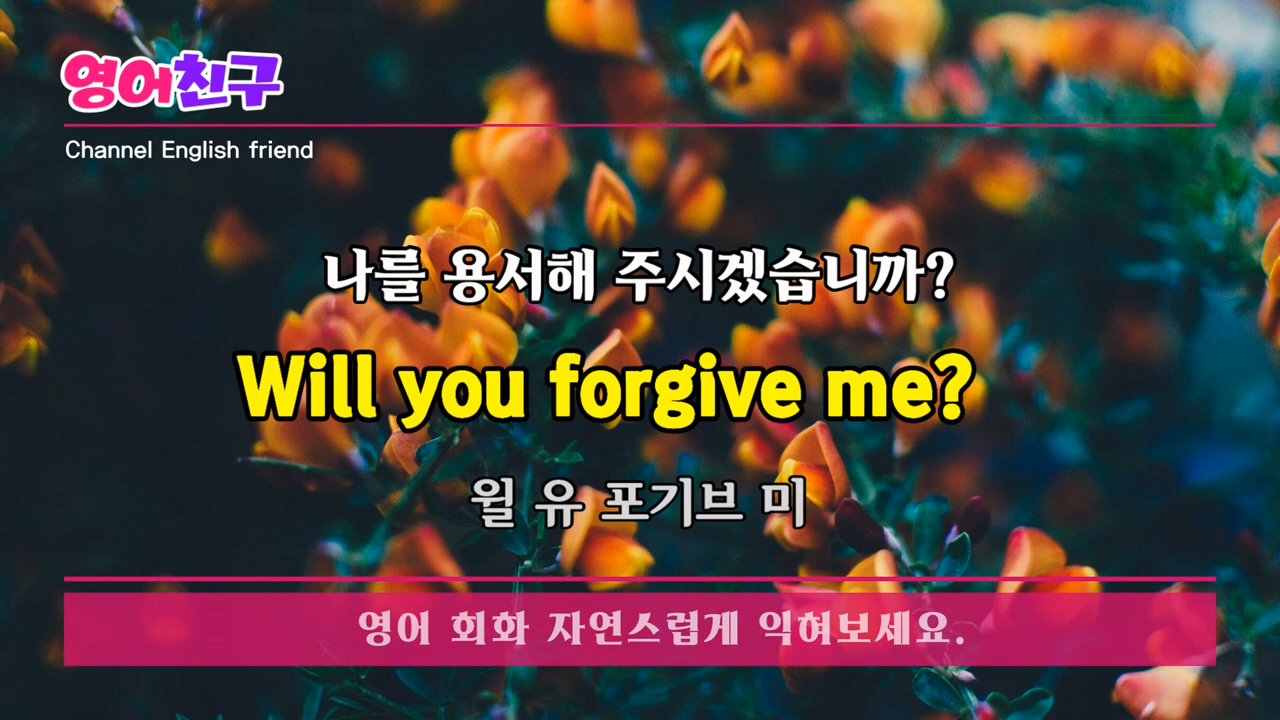 영어친구
Channel English friend
나를 용서해 주시겠습니까?
Will you forgive me?
윌 유 포기브 미
영어 회화 자연스럽게 익혀보세요.